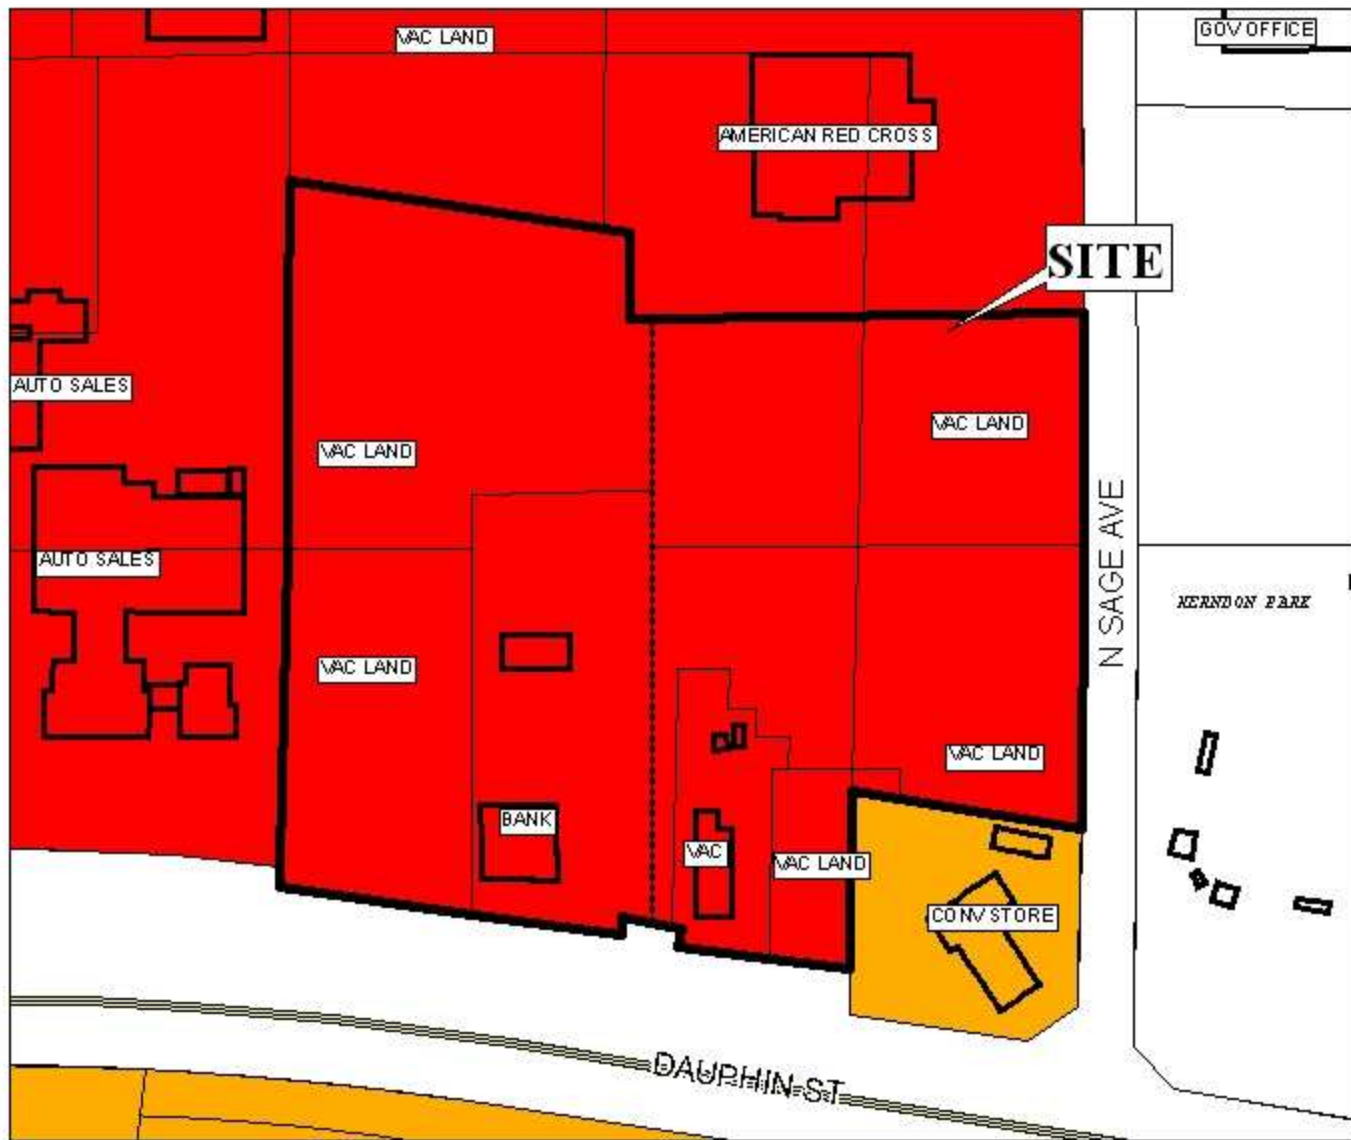 VAC LAND
GOV OFFICE
AMERICAN RED CROSS
SITE
AUTO SALES
VAC LAND
VAC LAND
AUTO SALES
N SAGE AVE
HERNDON PARK
VAC LAND
VAC LAND
BANK
VAC
VAC LAND
CONV STORE
DAUPHIN ST